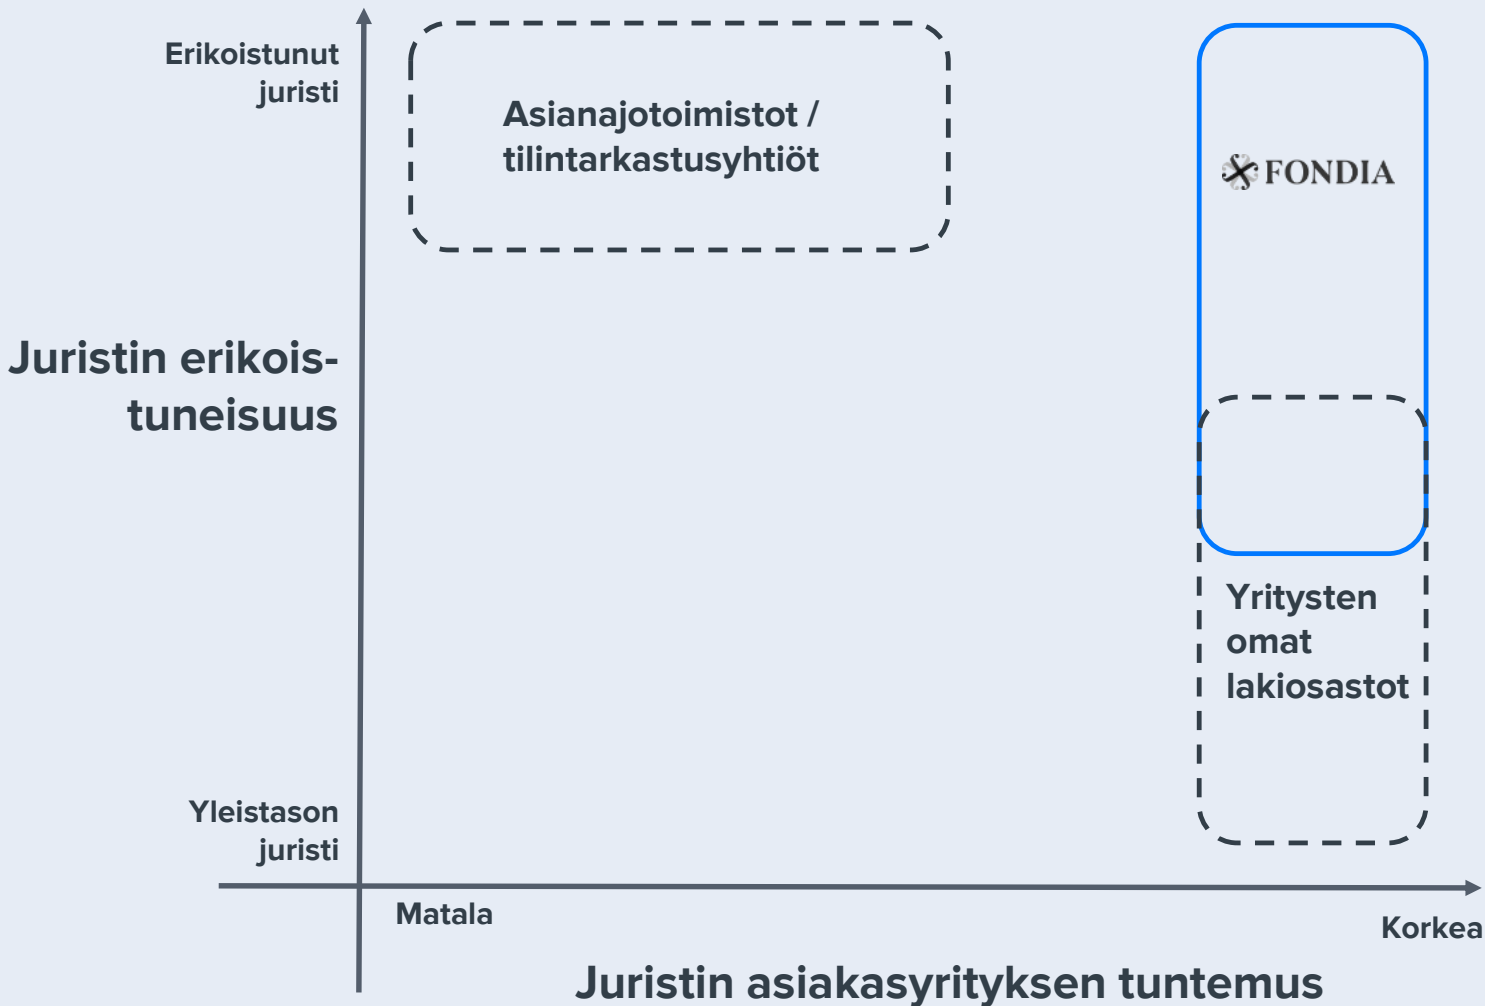 Erikoistunut
juristi
Asianajotoimistot /
tilintarkastusyhtiöt
FONDIA
Juristin erikois-
tuneisuus
Yritysten
omat
lakiosastot
Yleistason
juristi
Matala
Korkea
Juristin asiakasyrityksen tuntemus